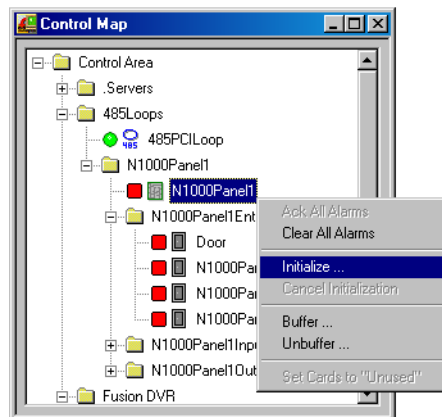 Control Map
Control Area
.Servers
485Loops
485
485PCILoop
N1000Panel1
N1000Panel1
N1000Panel1Ent
Door
N1000Par
N1000Par
N1000Par
N1000Panel1Inpu
N1000Panel1Out
Fusion DVR
Ack All Alarms
Clear All Alarms
Initialize ...
Cancel Initialization
Buffer ...
Unbuffer ...
Set Cards to "Unused"